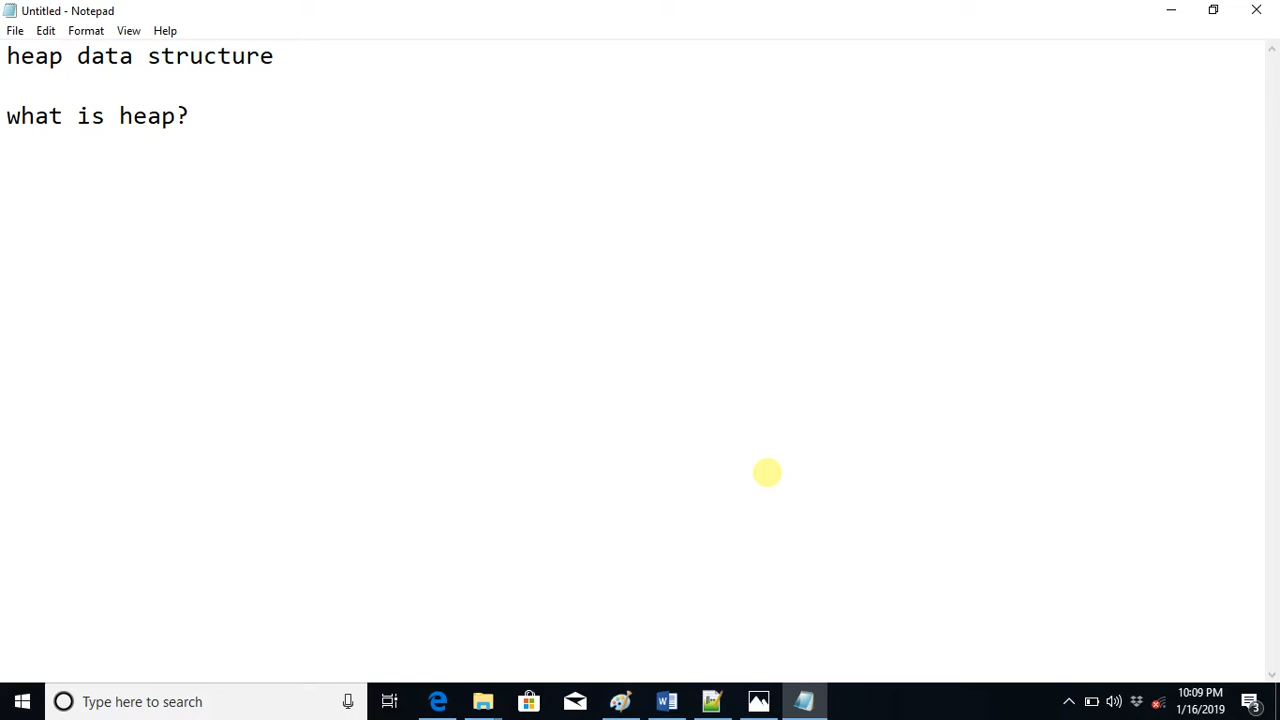 Untitled - Notepad
File Edit Format View Help
heap data structure
what is heap?
Type here to search
10:09 PM
1/16/2019
3